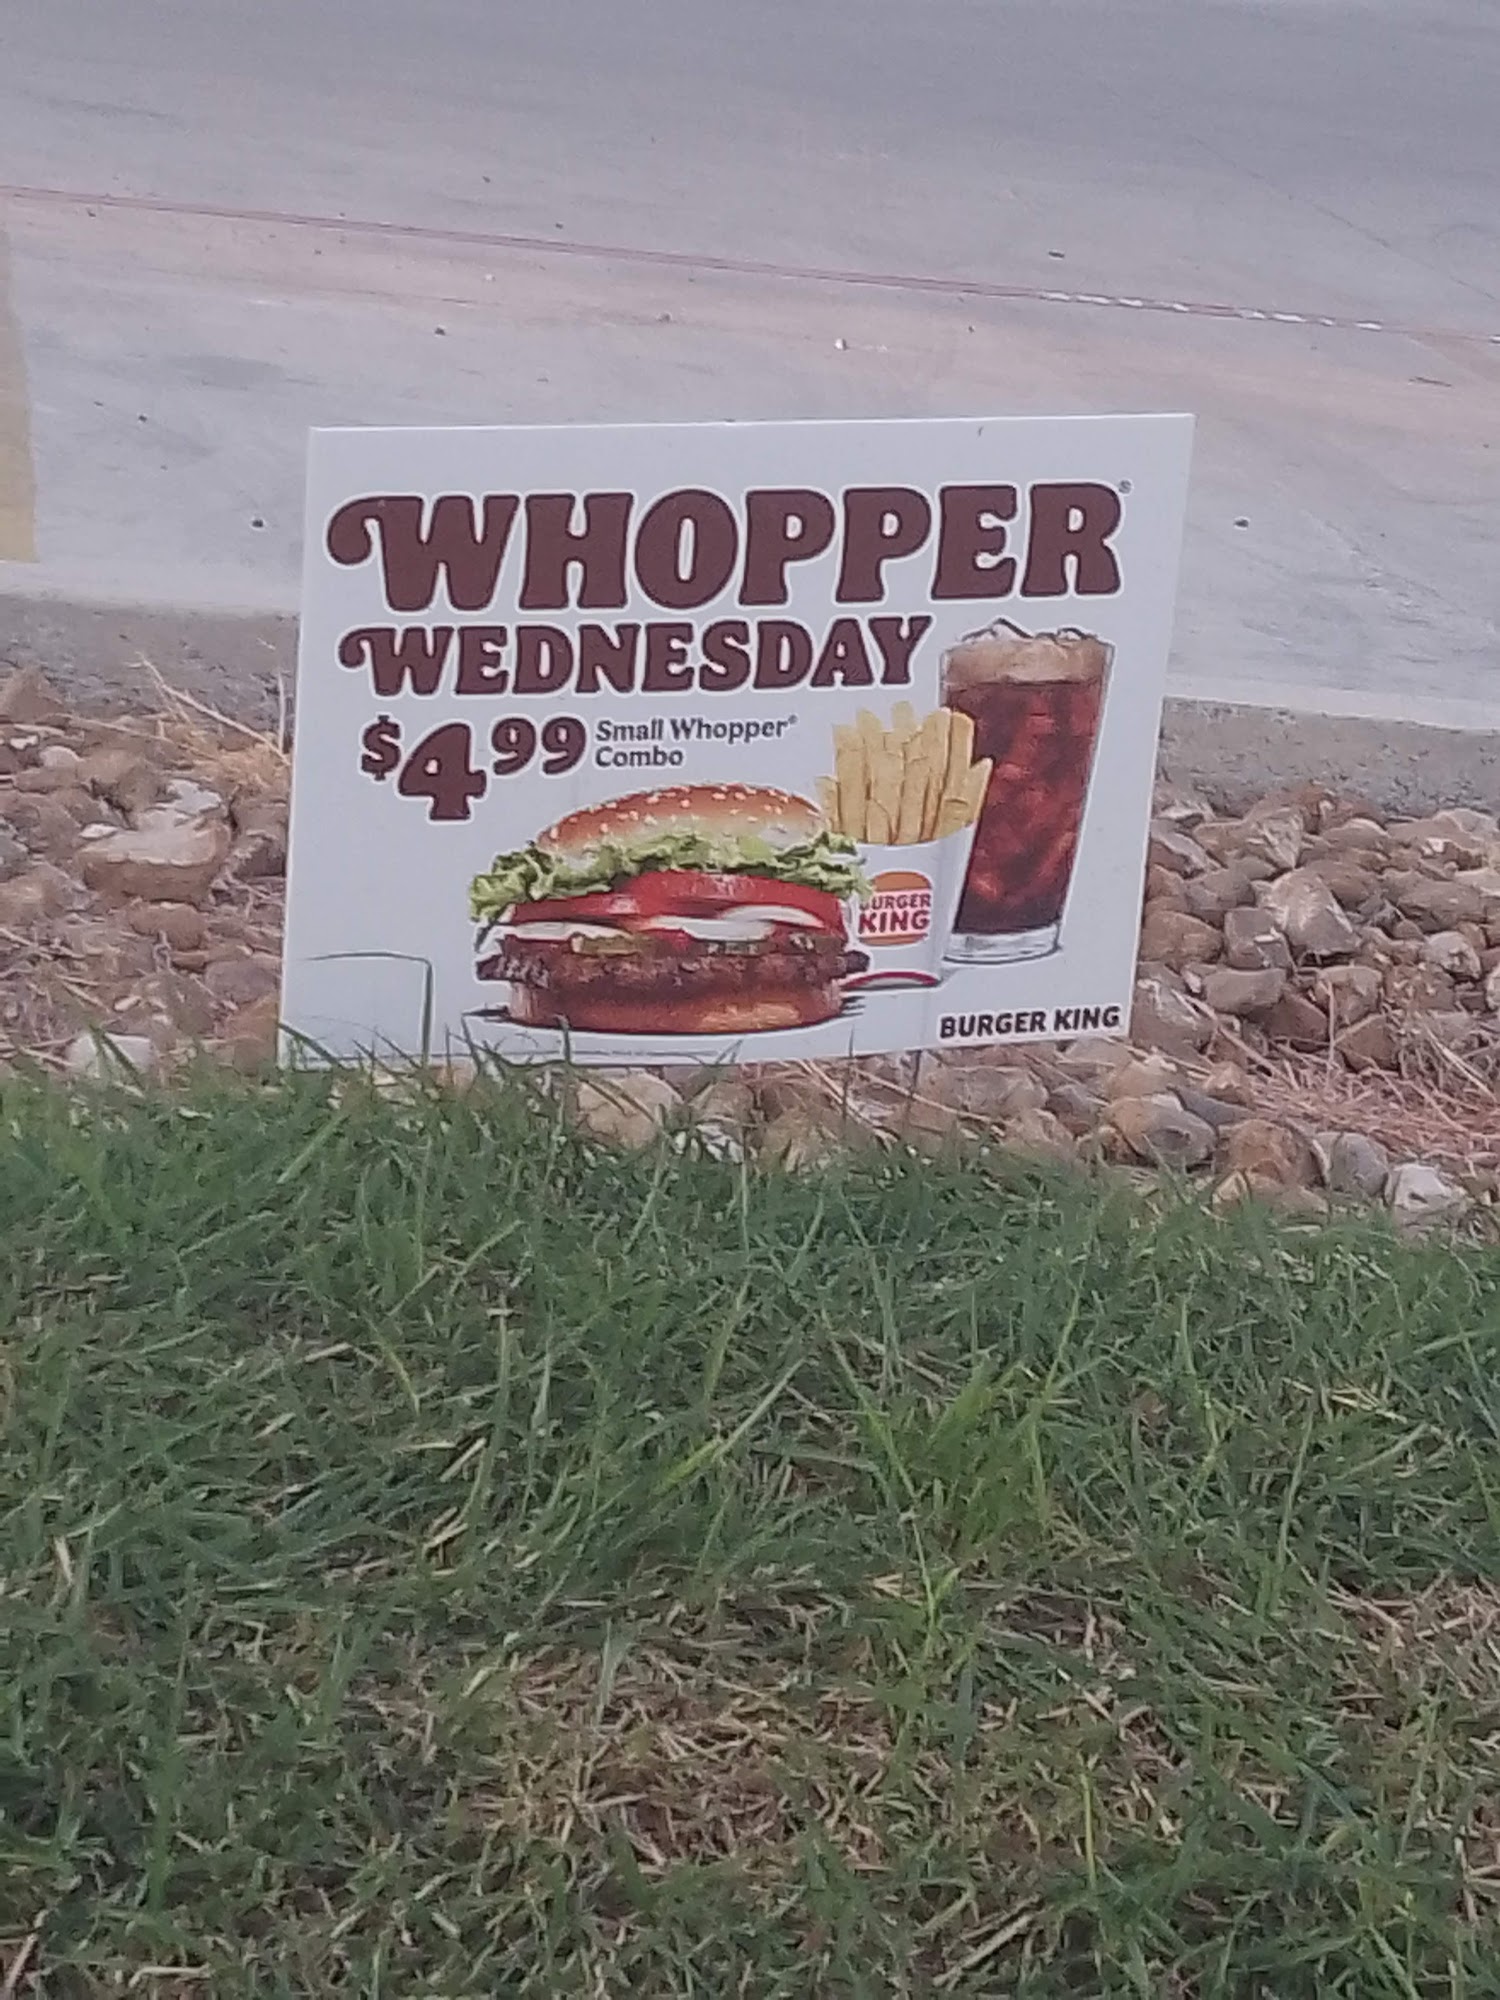 WHOPPER®
WEDNESDAY
$4.99 Small Whopper®
Combo
BURGER
KING
BURGER KING